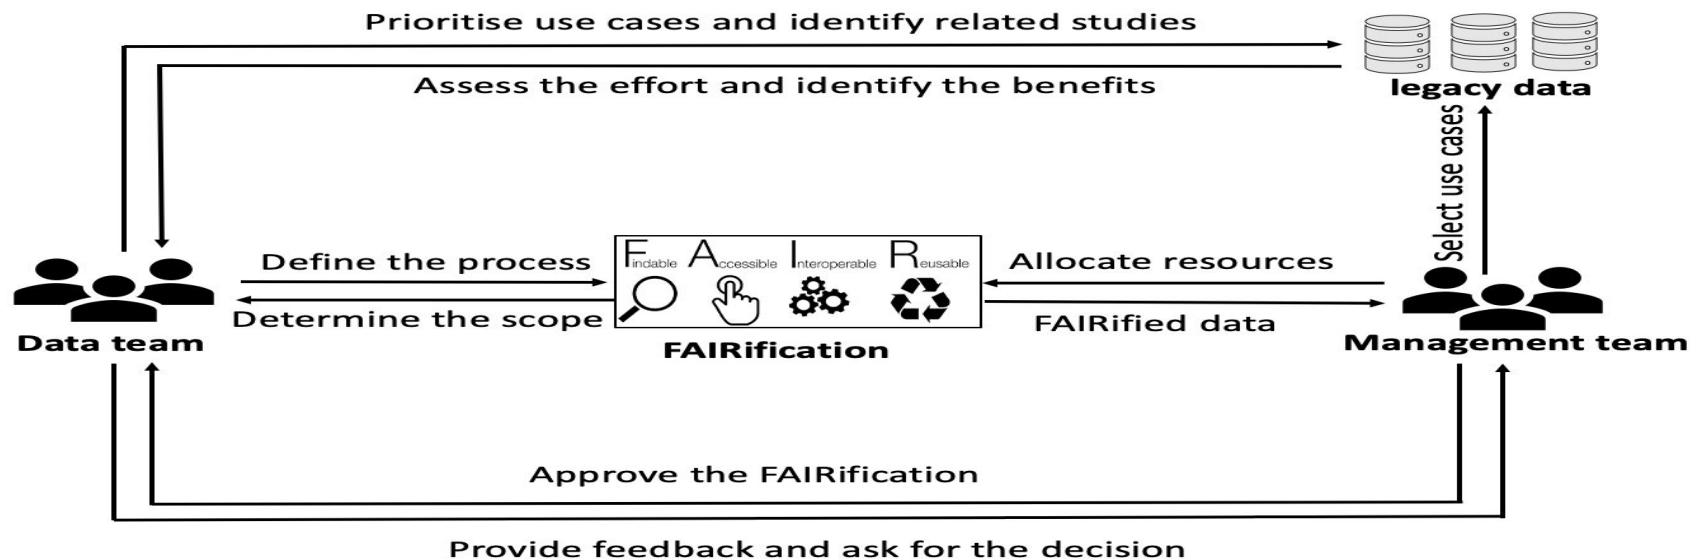 Prioritise use cases and identify related studies
Assess the effort and identify the benefits
legacy data
Select use cases
Define the process
Findable Accessible Interoperable Reusable
Allocate resources
Determine the scope
FAIRified data
Data team
FAIRification
Management team
Approve the FAIRification
Provide feedback and ask for the decision